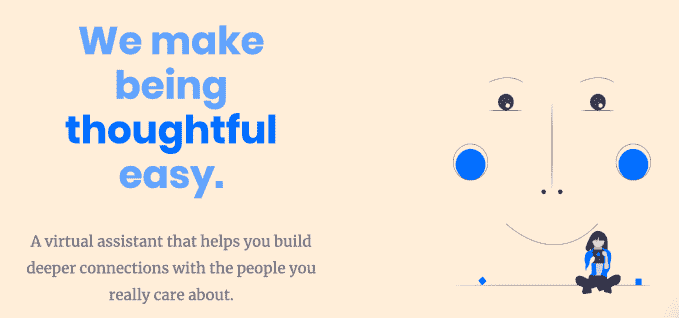 We make
being
thoughtful
easy.
A virtual assistant that helps you build
deeper connections with the people you
really care about.